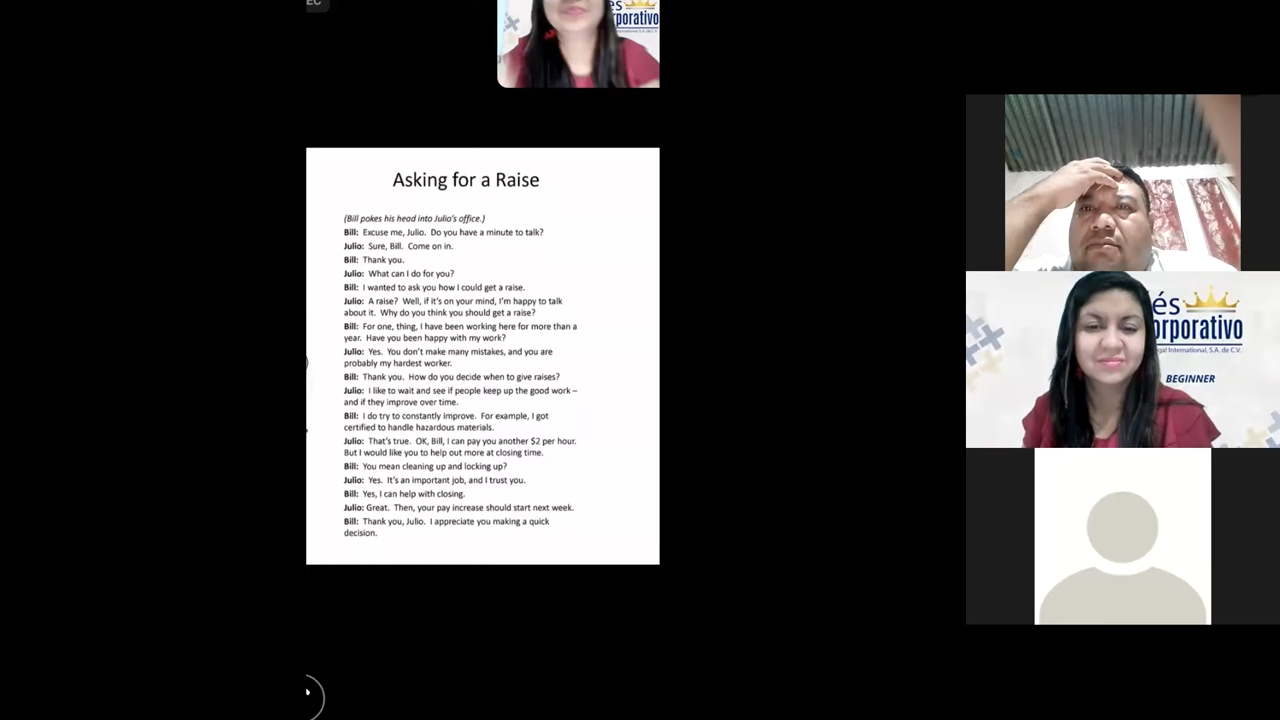 EC
és
porativo
Asking for a Raise
(Bill pokes his head into Julio's office.)
Bill: Excuse me, Julio. Do you have a minute to talk?
Julio: Sure, Bill. Come on in.
Bill: Thank you.
Julio: What can I do for you?
Bill: I wanted to ask you how I could get a raise.
Julio: A raise? Well, if it's on your mind, I'm happy to talk
about it. Why do you think you should get a raise?
Bill: For one, thing, I have been working here for more than a
year. Have you been happy with my work?
Julio: Yes. You don't make many mistakes, and you are
probably my hardest worker.
Bill: Thank you. How do you decide when to give raises?
Julio: I like to wait and see if people keep up the good work –
and if they improve over time.
Bill: I do try to constantly improve. For example, I got
certified to handle hazardous materials.
Julio: That's true. OK, Bill, I can pay you another $2 per hour.
But I would like you to help out more at closing time.
Bill: You mean cleaning up and locking up?
Julio: Yes. It's an important job, and I trust you.
Bill: Yes, I can help with closing.
Julio: Great. Then, your pay increase should start next week.
Bill: Thank you, Julio. I appreciate you making a quick
decision.
és
orporativo
gal International, S.A. de C.V.
BEGINNER